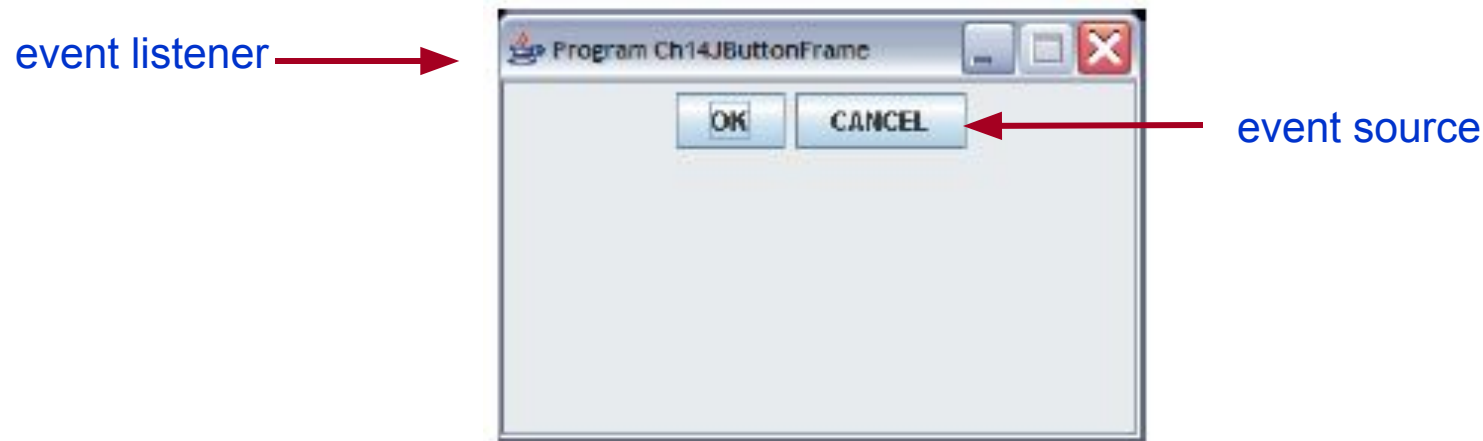 event listener
Program Ch14JButtonFrame
OK
CANCEL
event source